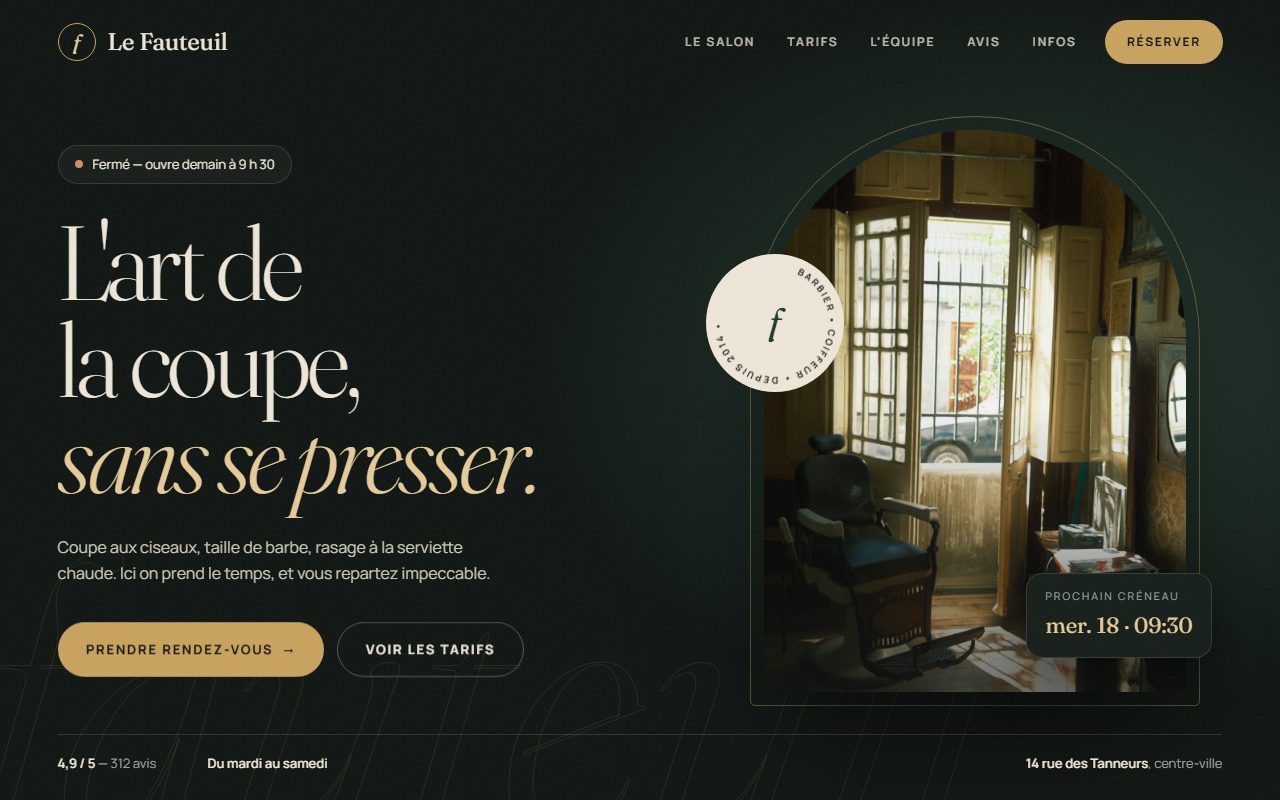 f Le Fauteuil
LE SALON TARIFS L'ÉQUIPE AVIS INFOS RÉSERVER
Fermé — ouvre demain à 9 h 30
L'art de
la coupe,
sans se presser.
Coupe aux ciseaux, taille de barbe, rasage à la serviette
chaude. Ici on prend le temps, et vous repartez impeccable.
PRENDRE RENDEZ-VOUS →
VOIR LES TARIFS
BARBIER • COIFFEUR • DEPUIS 2014 •
f
PROCHAIN CRÉNEAU
mer. 18 · 09:30
fauteuil
4,9 / 5 — 312 avis
Du mardi au samedi
14 rue des Tanneurs, centre-ville